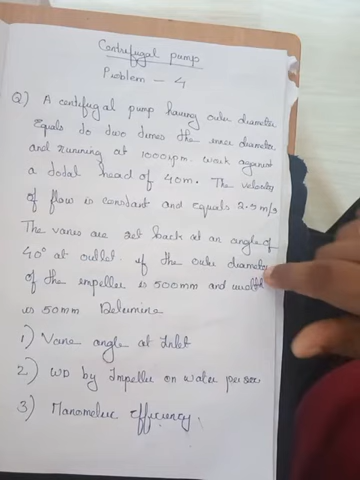 Centrifugal pump
Problem - 4
Q) A centifugal pump having outer diameter
equals to two times the inner diameter
and running at 1000rpm. work against
a total head of 40m. The velocity
of flow is constant and equals 2.5 m/s
The vanes are set back at an angle of
40° at outlet. if the outer diameter
of the impeller is 500mm and width
is 50mm Determine
1) Vane angle at Inlet
2) WD by Impeller on water per sec
3) Manometric Efficiency.